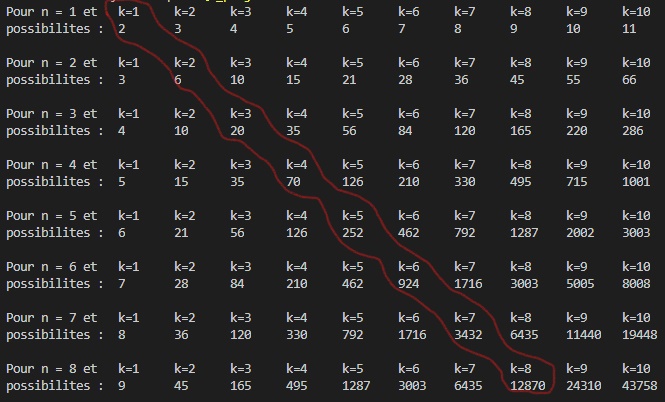 Pour n = 1 et k=1 k=2 k=3 k=4 k=5 k=6 k=7 k=8 k=9 k=10
possibilites : 2 3 4 5 6 7 8 9 10 11
Pour n = 2 et k=1 k=2 k=3 k=4 k=5 k=6 k=7 k=8 k=9 k=10
possibilites : 3 6 10 15 21 28 36 45 55 66
Pour n = 3 et k=1 k=2 k=3 k=4 k=5 k=6 k=7 k=8 k=9 k=10
possibilites : 4 10 20 35 56 84 120 165 220 286
Pour n = 4 et k=1 k=2 k=3 k=4 k=5 k=6 k=7 k=8 k=9 k=10
possibilites : 5 15 35 70 126 210 330 495 715 1001
Pour n = 5 et k=1 k=2 k=3 k=4 k=5 k=6 k=7 k=8 k=9 k=10
possibilites : 6 21 56 126 252 462 792 1287 2002 3003
Pour n = 6 et k=1 k=2 k=3 k=4 k=5 k=6 k=7 k=8 k=9 k=10
possibilites : 7 28 84 210 462 924 1716 3003 5005 8008
Pour n = 7 et k=1 k=2 k=3 k=4 k=5 k=6 k=7 k=8 k=9 k=10
possibilites : 8 36 120 330 792 1716 3432 6435 11440 19448
Pour n = 8 et k=1 k=2 k=3 k=4 k=5 k=6 k=7 k=8 k=9 k=10
possibilites : 9 45 165 495 1287 3003 6435 12870 24310 43758